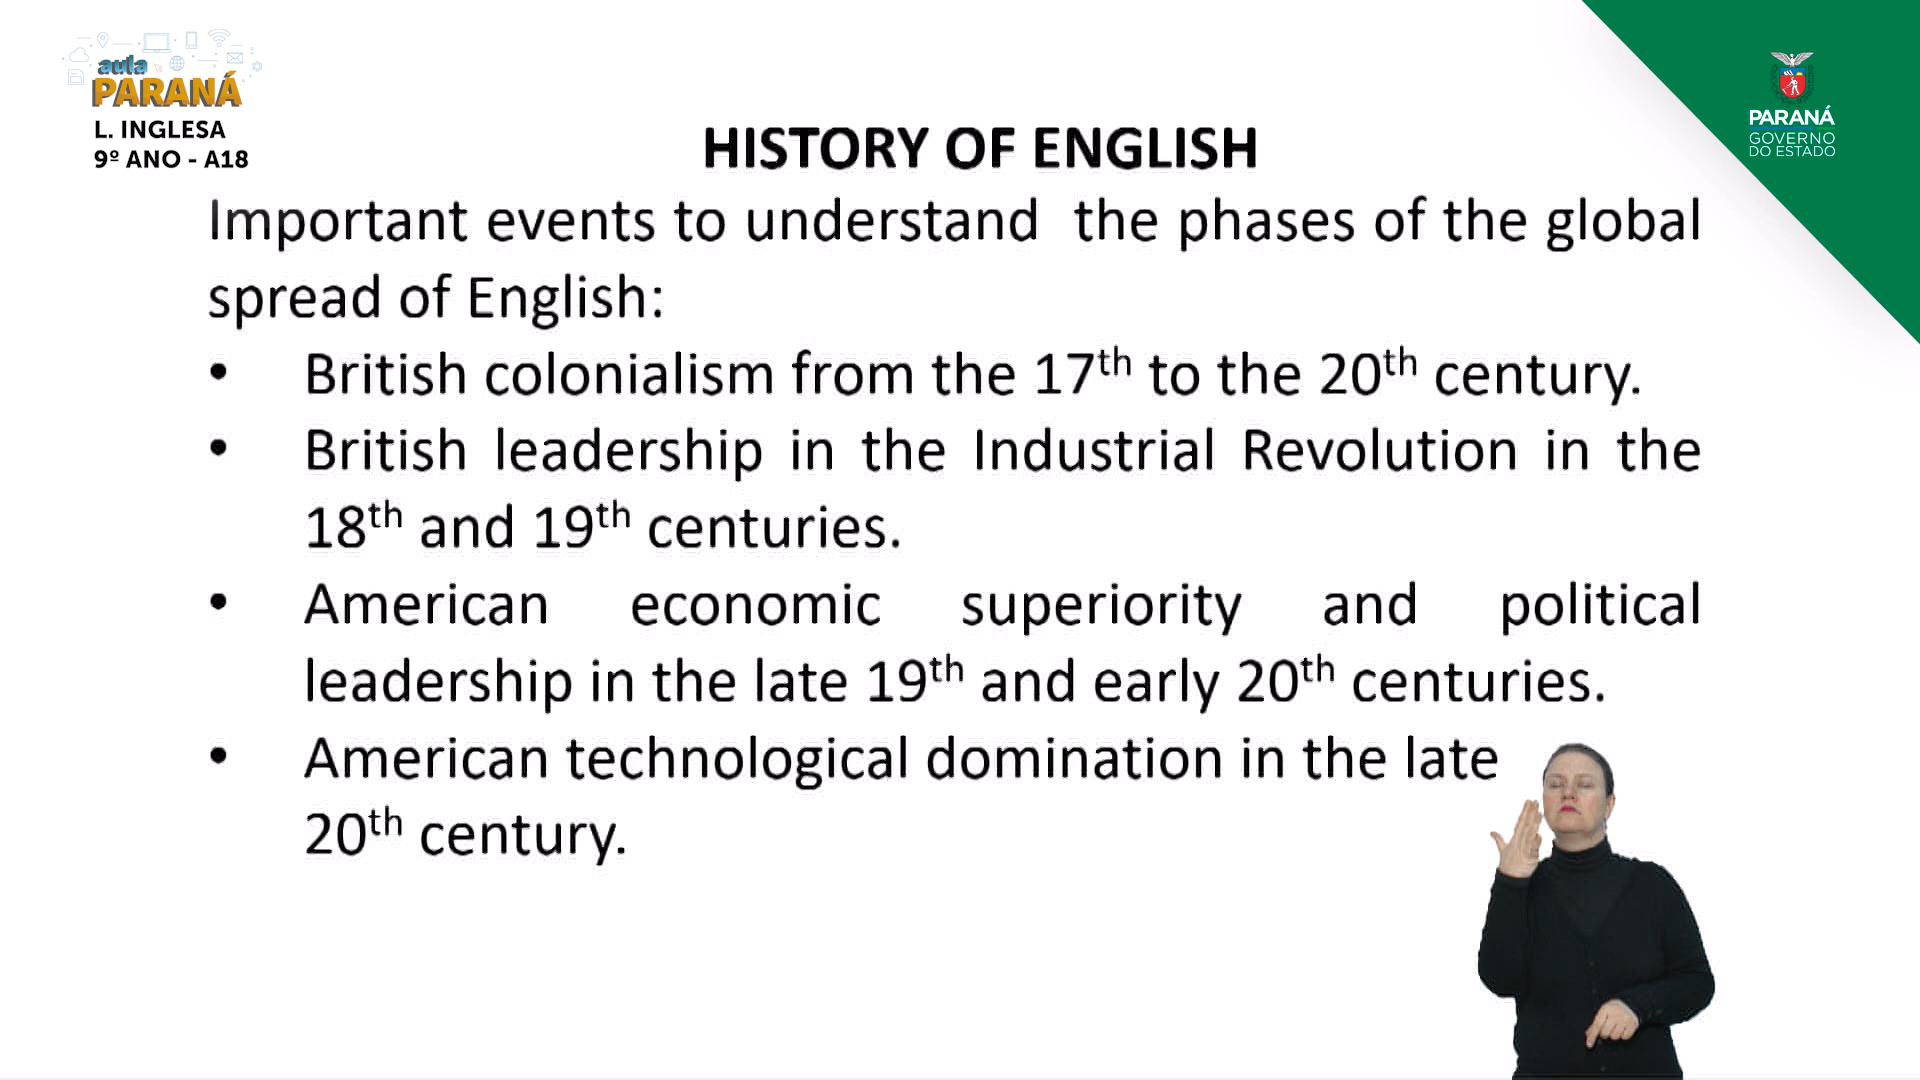 aula
PARANÁ
L. INGLESA
9º ANO - A18
PARANÁ
GOVERNO
DO ESTADO
HISTORY OF ENGLISH
Important events to understand the phases of the global
spread of English:
• British colonialism from the 17th to the 20th century.
• British leadership in the Industrial Revolution in the
18th and 19th centuries.
• American economic superiority and political
leadership in the late 19th and early 20th centuries.
• American technological domination in the late
20th century.